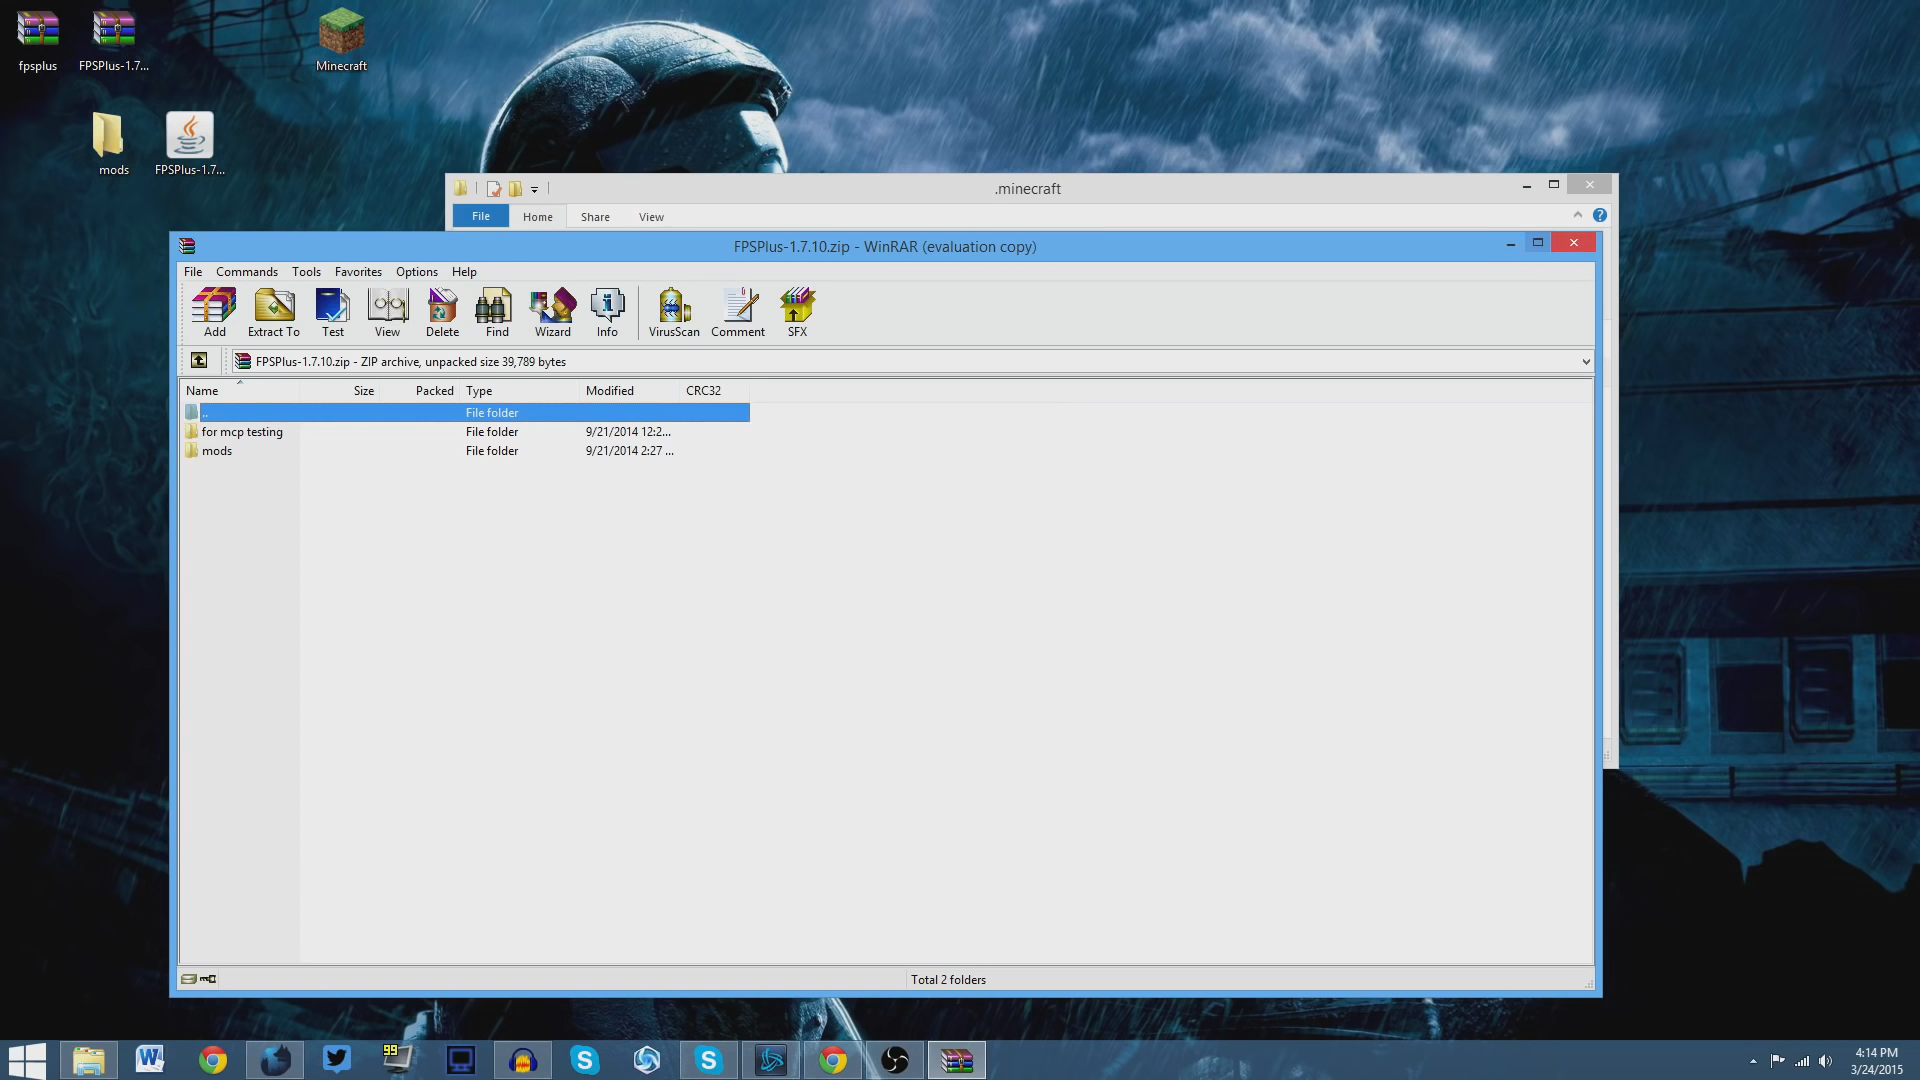 fpsplus
FPSPlus-1.7...
Minecraft
mods
FPSPlus-1.7...
.minecraft
File
Home
Share
View
FPSPlus-1.7.10.zip - WinRAR (evaluation copy)
File
Commands
Tools
Favorites
Options
Help
Add
Extract To
Test
View
Delete
Find
Wizard
Info
VirusScan
Comment
SFX
FPSPlus-1.7.10.zip - ZIP archive, unpacked size 39,789 bytes
Name Size Packed Type Modified CRC32
.. File folder
for mcp testing File folder 9/21/2014 12:2...
mods File folder 9/21/2014 2:27 ...
Total 2 folders
99
4:14 PM
3/24/2015